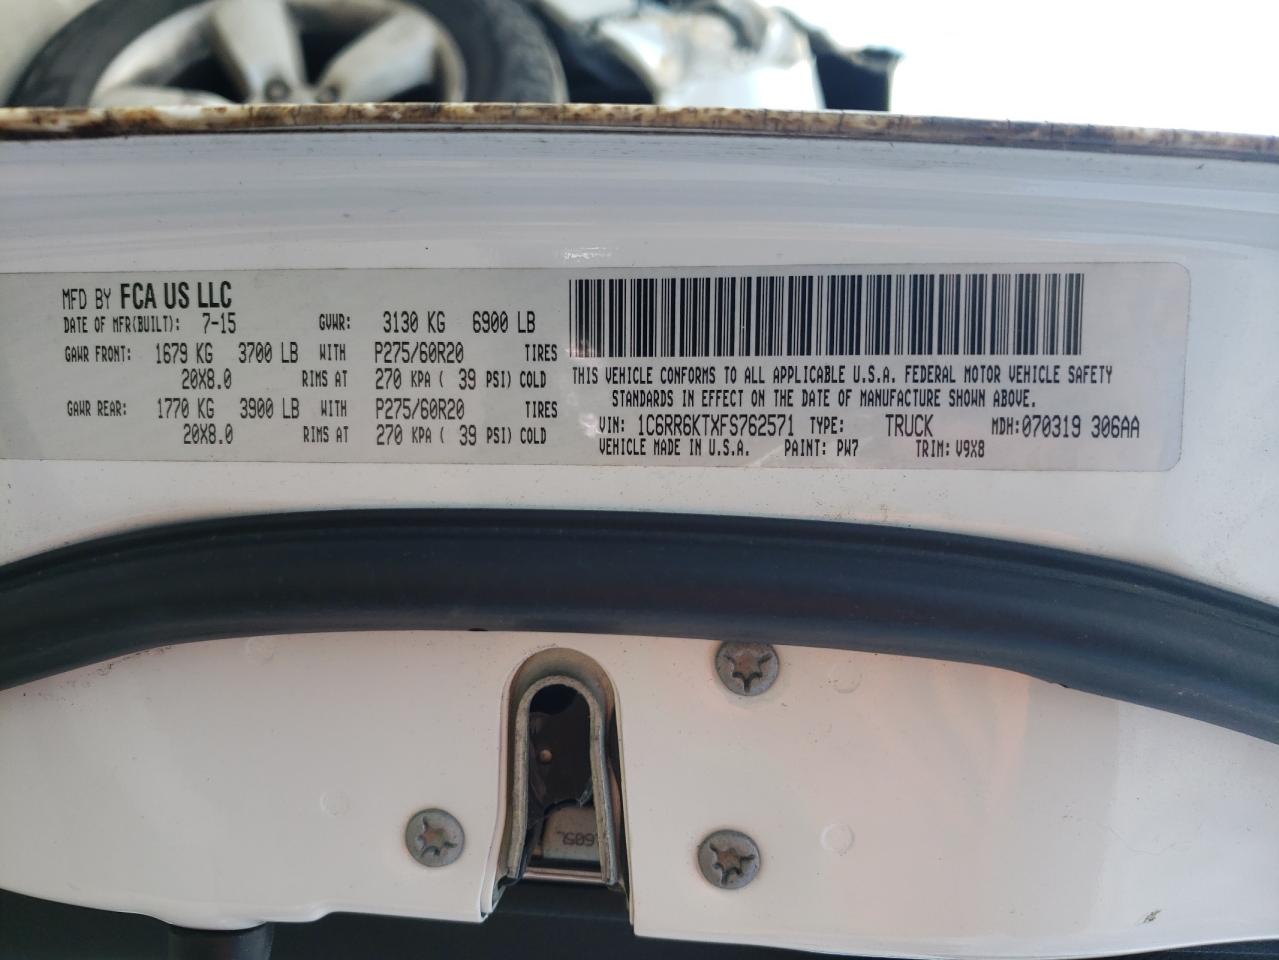 MFD BY FCA US LLC
DATE OF MFR(BUILT): 7-15 GVWR: 3130 KG 6900 LB
GAWR FRONT: 1679 KG 3700 LB WITH P275/60R20 TIRES
20X8.0 RIMS AT 270 KPA ( 39 PSI) COLD
GAWR REAR: 1770 KG 3900 LB WITH P275/60R20 TIRES
20X8.0 RIMS AT 270 KPA ( 39 PSI) COLD
THIS VEHICLE CONFORMS TO ALL APPLICABLE U.S.A. FEDERAL MOTOR VEHICLE SAFETY
STANDARDS IN EFFECT ON THE DATE OF MANUFACTURE SHOWN ABOVE.
VIN: 1C6RR6KTXFS762571 TYPE: TRUCK MDH:070319 306AA
VEHICLE MADE IN U.S.A. PAINT: PW7 TRIM: V9X8